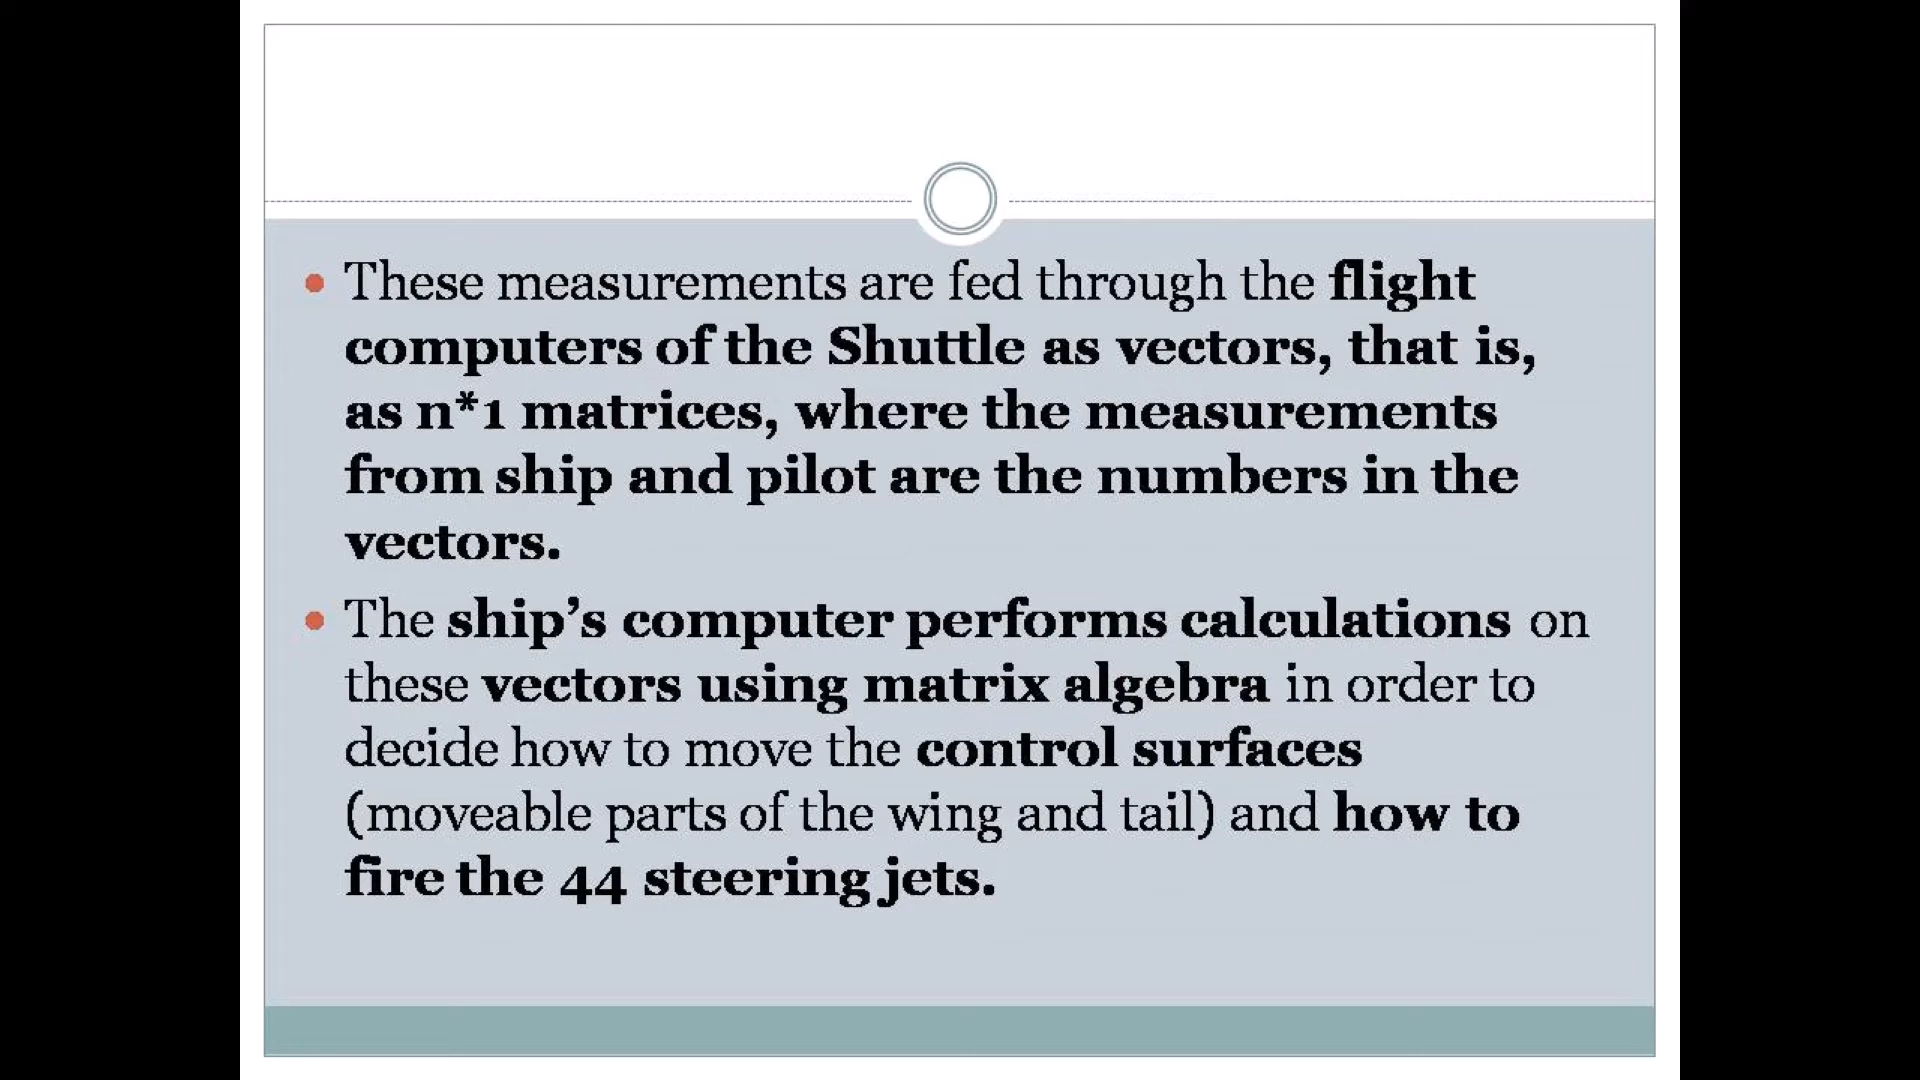 • These measurements are fed through the flight
computers of the Shuttle as vectors, that is,
as n*1 matrices, where the measurements
from ship and pilot are the numbers in the
vectors.
• The ship’s computer performs calculations on
these vectors using matrix algebra in order to
decide how to move the control surfaces
(moveable parts of the wing and tail) and how to
fire the 44 steering jets.